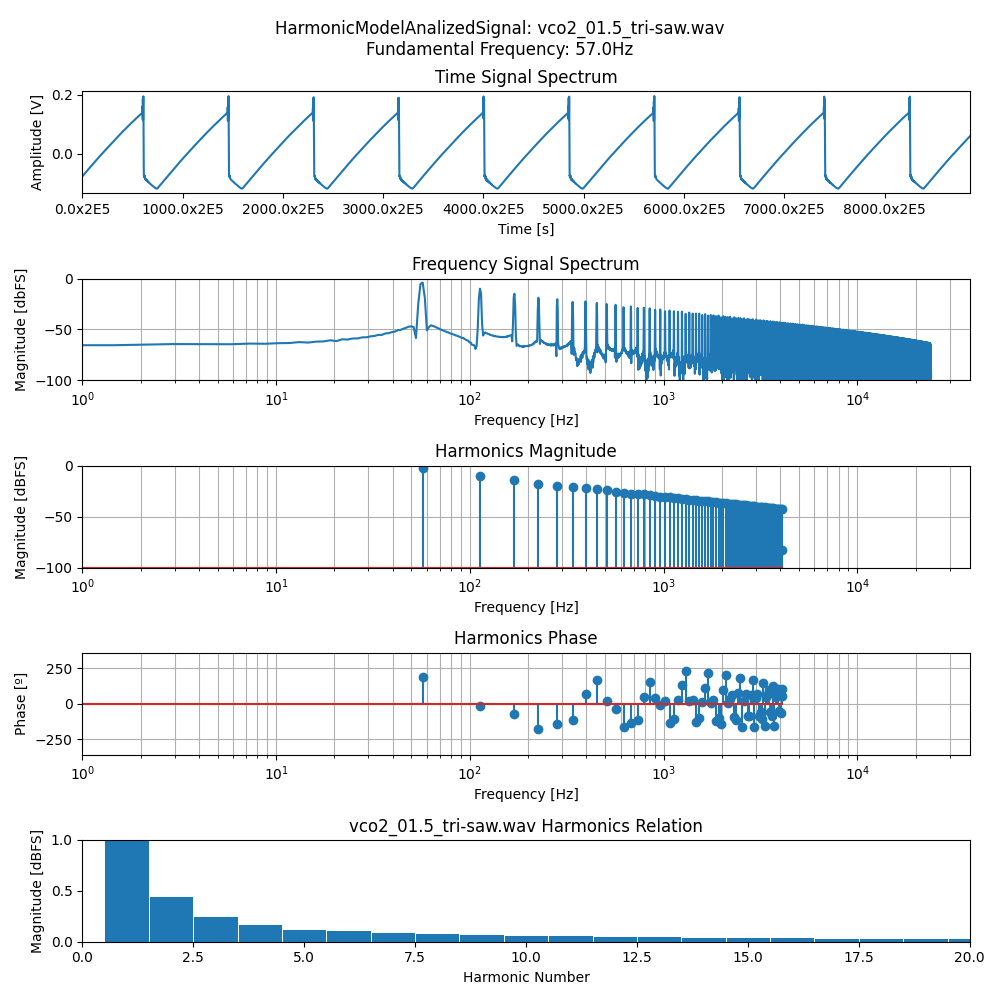 HarmonicModelAnalizedSignal: vco2_01.5_tri-saw.wav
Fundamental Frequency: 57.0Hz
Time Signal Spectrum
Amplitude [V]
0.2
0.0
0.0x2E5 1000.0x2E5 2000.0x2E5 3000.0x2E5 4000.0x2E5 5000.0x2E5 6000.0x2E5 7000.0x2E5 8000.0x2E5
Time [s]
Frequency Signal Spectrum
Magnitude [dbFS]
0
−50
−100
10^0 10^1 10^2 10^3 10^4
Frequency [Hz]
Harmonics Magnitude
Magnitude [dBFS]
0
−50
−100
10^0 10^1 10^2 10^3 10^4
Frequency [Hz]
Harmonics Phase
Phase [º]
250
0
−250
10^0 10^1 10^2 10^3 10^4
Frequency [Hz]
vco2_01.5_tri-saw.wav Harmonics Relation
Magnitude [dBFS]
1.0
0.5
0.0
0.0 2.5 5.0 7.5 10.0 12.5 15.0 17.5 20.0
Harmonic Number